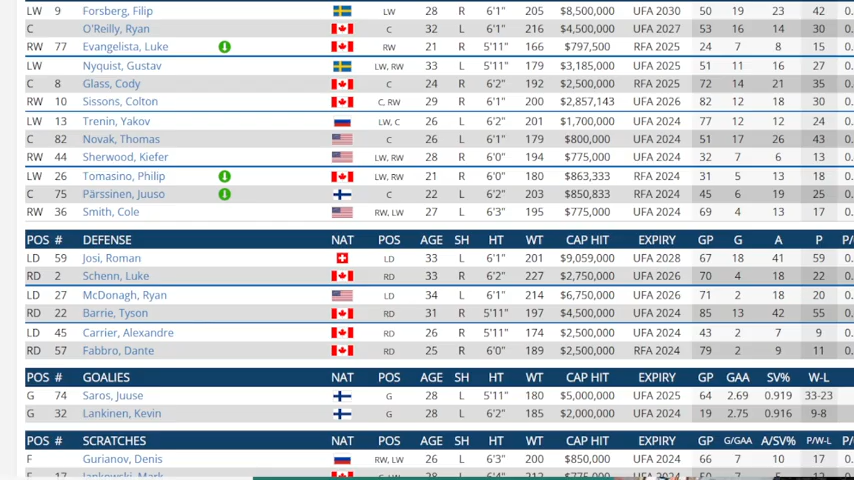 LW 9 Forsberg, Filip LW 28 R 6'1" 205 $8,500,000 UFA 2030 50 19 23 42 0.
C O'Reilly, Ryan C 32 L 6'1" 216 $4,500,000 UFA 2027 53 16 14 30 0.
RW 77 Evangelista, Luke RW 21 R 5'11" 166 $797,500 RFA 2025 24 7 8 15 0.
LW Nyquist, Gustav LW, RW 33 L 5'11" 179 $3,185,000 UFA 2025 51 11 16 27 0.
C 8 Glass, Cody C 24 R 6'2" 192 $2,500,000 RFA 2025 72 14 21 35 0.
RW 10 Sissons, Colton C, RW 29 R 6'1" 200 $2,857,143 UFA 2026 82 12 18 30 0.
LW 13 Trenin, Yakov LW, C 26 L 6'2" 201 $1,700,000 UFA 2024 77 12 12 24 0.
C 82 Novak, Thomas C 26 L 6'1" 179 $800,000 UFA 2024 51 17 26 43 0.
RW 44 Sherwood, Kiefer LW, RW 28 R 6'0" 194 $775,000 UFA 2024 32 7 6 13 0.
LW 26 Tomasino, Philip LW, RW 21 R 6'0" 180 $863,333 RFA 2024 31 5 13 18 0.
C 75 Pärssinen, Juuso C 22 L 6'2" 203 $850,833 RFA 2024 45 6 19 25 0.
RW 36 Smith, Cole RW, LW 27 L 6'3" 195 $775,000 UFA 2024 69 4 13 17 0.
POS # DEFENSE NAT POS AGE SH HT WT CAP HIT EXPIRY GP G A P P/
LD 59 Josi, Roman LD 33 L 6'1" 201 $9,059,000 UFA 2028 67 18 41 59 0.
RD 2 Schenn, Luke RD 33 R 6'2" 227 $2,750,000 UFA 2026 70 4 18 22 0.
LD 27 McDonagh, Ryan LD 34 L 6'1" 214 $6,750,000 UFA 2026 71 2 18 20 0.
RD 22 Barrie, Tyson RD 31 R 5'11" 197 $4,500,000 UFA 2024 85 13 42 55 0.
LD 45 Carrier, Alexandre RD 26 R 5'11" 174 $2,500,000 UFA 2024 43 2 7 9 0.
RD 57 Fabbro, Dante RD 25 R 6'0" 189 $2,500,000 RFA 2024 79 2 9 11 0.
POS # GOALIES NAT POS AGE SH HT WT CAP HIT EXPIRY GP GAA SV% W-L
G 74 Saros, Juuse G 28 L 5'11" 180 $5,000,000 UFA 2025 64 2.69 0.919 33-23
G 32 Lankinen, Kevin G 28 L 6'2" 185 $2,000,000 UFA 2024 19 2.75 0.916 9-8
POS # SCRATCHES NAT POS AGE SH HT WT CAP HIT EXPIRY GP G/GAA A/SV% P/W-L P/
F Gurianov, Denis RW, LW 26 L 6'3" 200 $850,000 UFA 2024 66 7 10 17 0.
F 17 Jankowski, Mark 28 L 6'4" 212 $775,000 UFA 2024 50 7 12